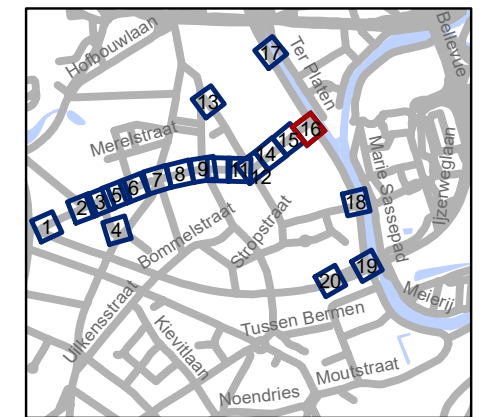 Hofbouwlaan
Ter Platen
Bellevue
17
13
Merelstraat
16
15
14
12
11
9
8
7
6
5
3
2
1
4
Marie Sassepad
Ijzerweglaan
18
Bommelstraat
Stropstraat
19
20
Meierij
Uilkensstraat
Tussen Bermen
Kievitlaan
Moutstraat
Noendries